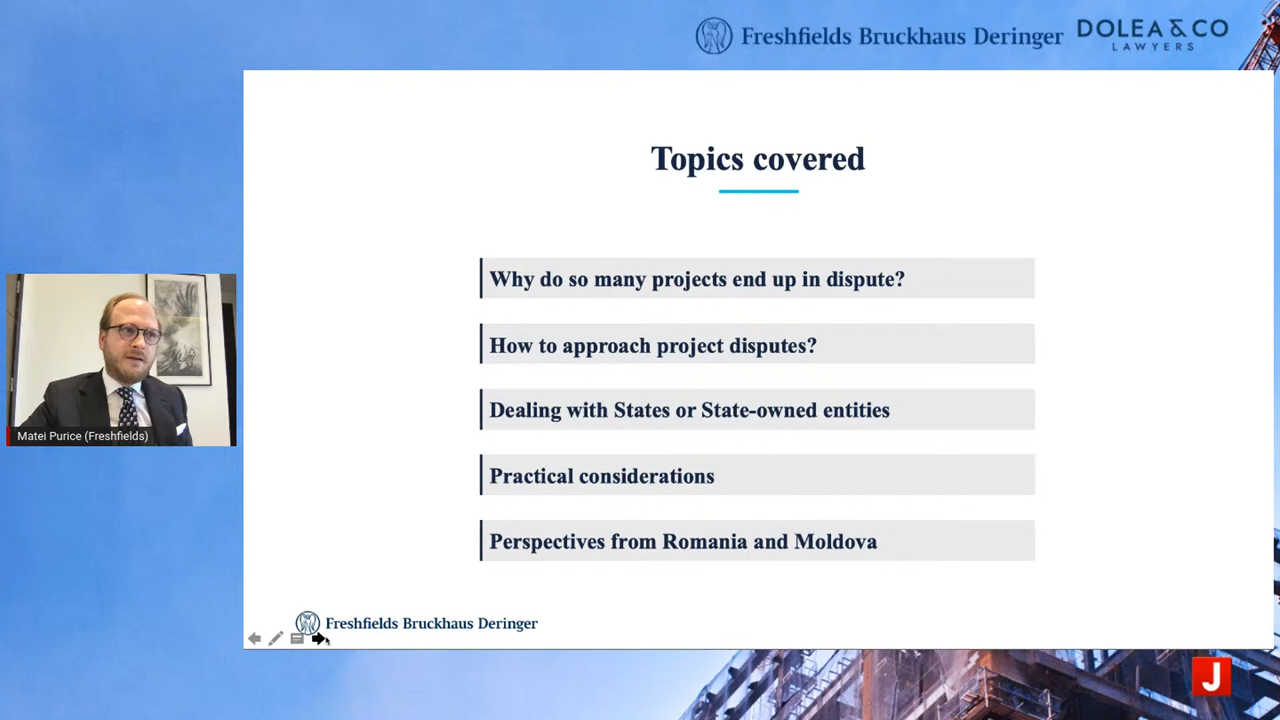 Freshfields Bruckhaus Deringer
DOLEA & CO
LAWYERS
Topics covered
Why do so many projects end up in dispute?
How to approach project disputes?
Dealing with States or State-owned entities
Practical considerations
Perspectives from Romania and Moldova
Matei Purice (Freshfields)
Freshfields Bruckhaus Deringer
J